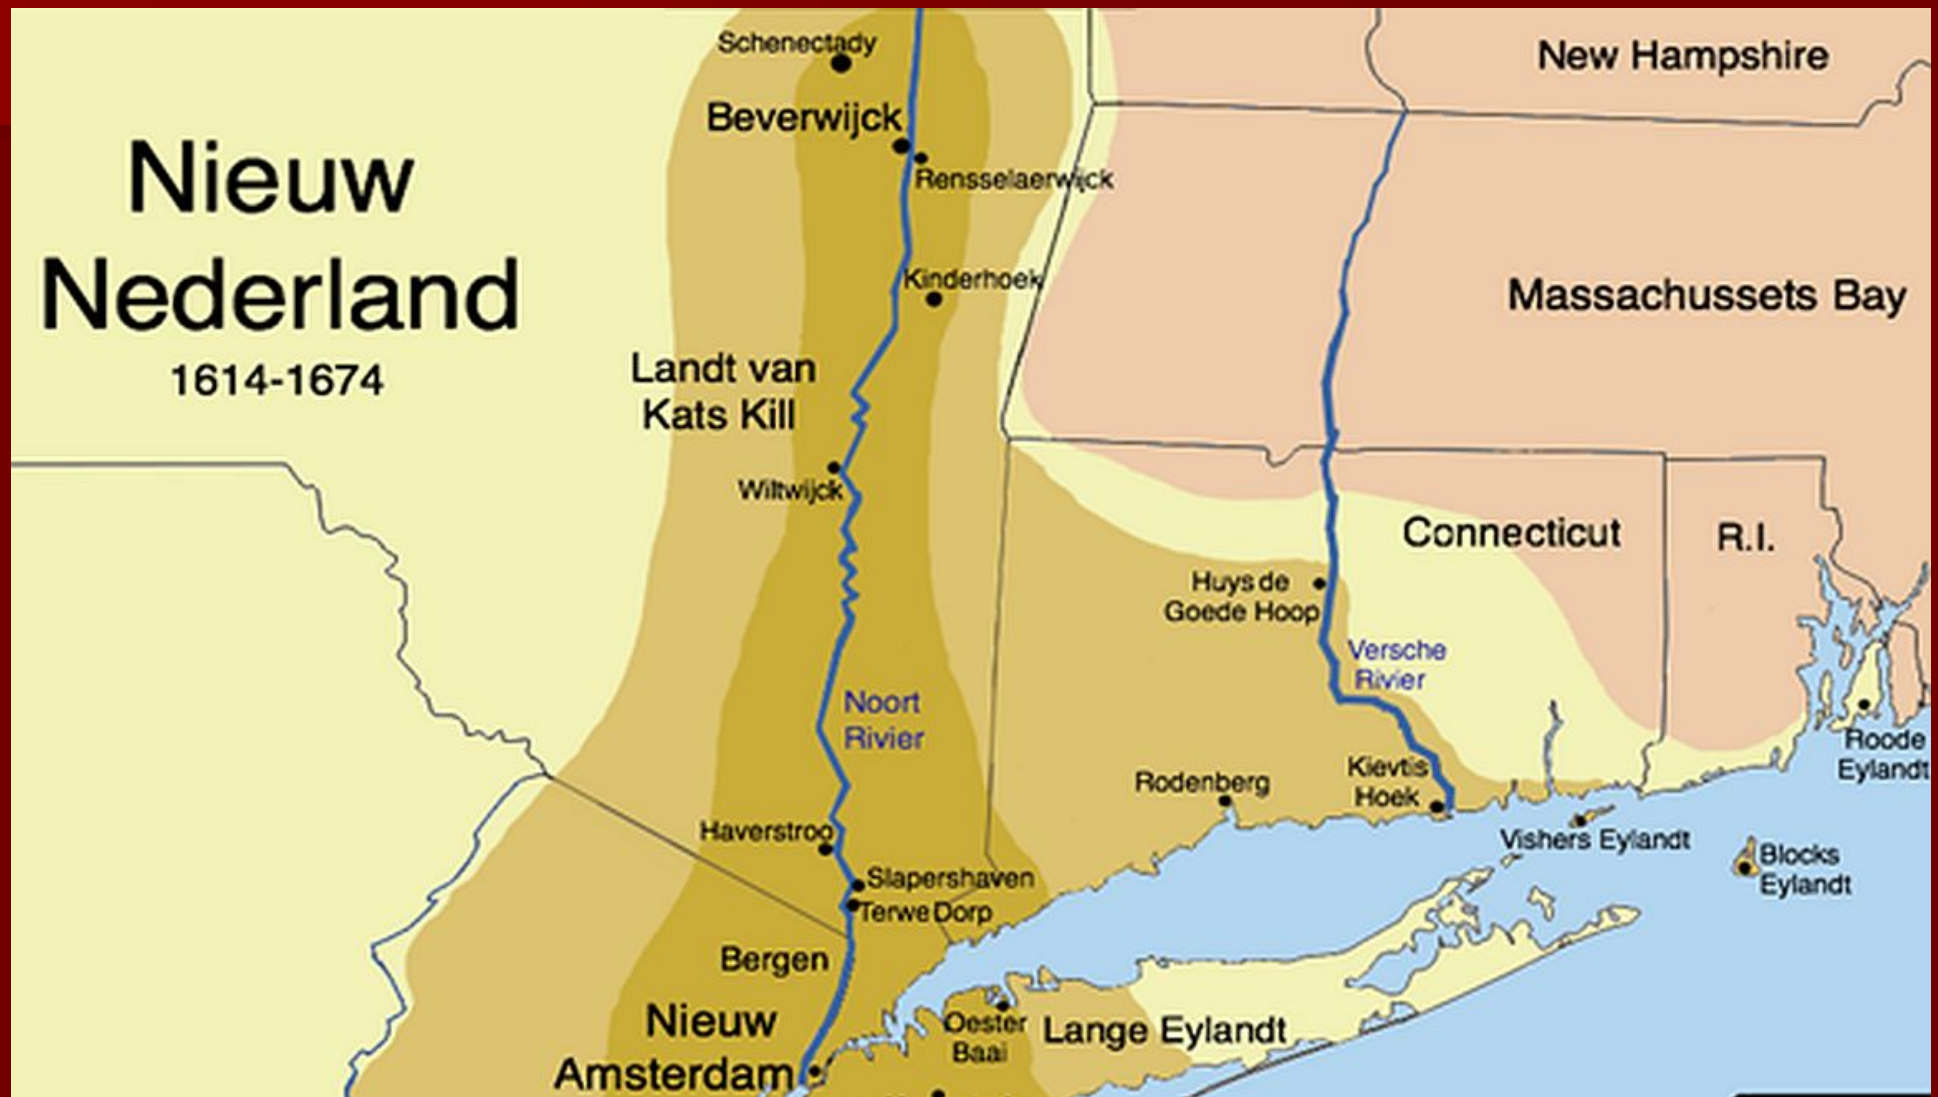 Nieuw
Nederland
1614-1674
Schenectady
Beverwijck
Rensselaerwijck
Kinderhoek
Landt van
Kats Kill
Wiltwijck
Noort
Rivier
Haverstroo
Slapershaven
Terwe Dorp
Bergen
Nieuw
Amsterdam
New Hampshire
Massachussets Bay
Connecticut
R.I.
Huys de
Goede Hoop
Versche
Rivier
Rodenberg
Kievtis
Hoek
Roode
Eylandt
Vishers Eylandt
Blocks
Eylandt
Oester
Baai
Lange Eylandt